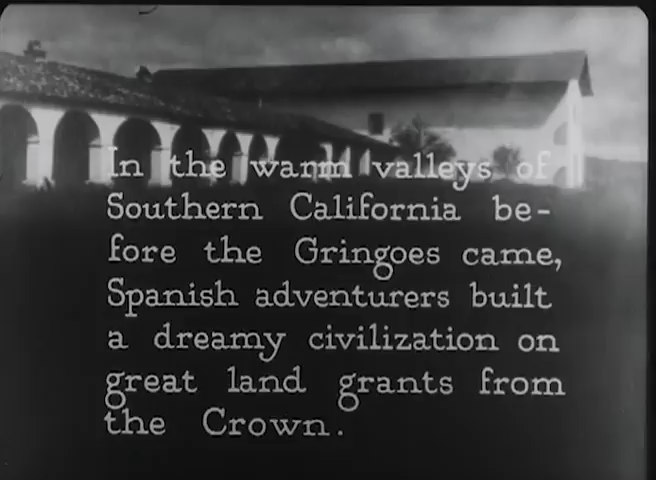 In the warm valleys of
Southern California be-
fore the Gringoes came,
Spanish adventurers built
a dreamy civilization on
great land grants from
the Crown.